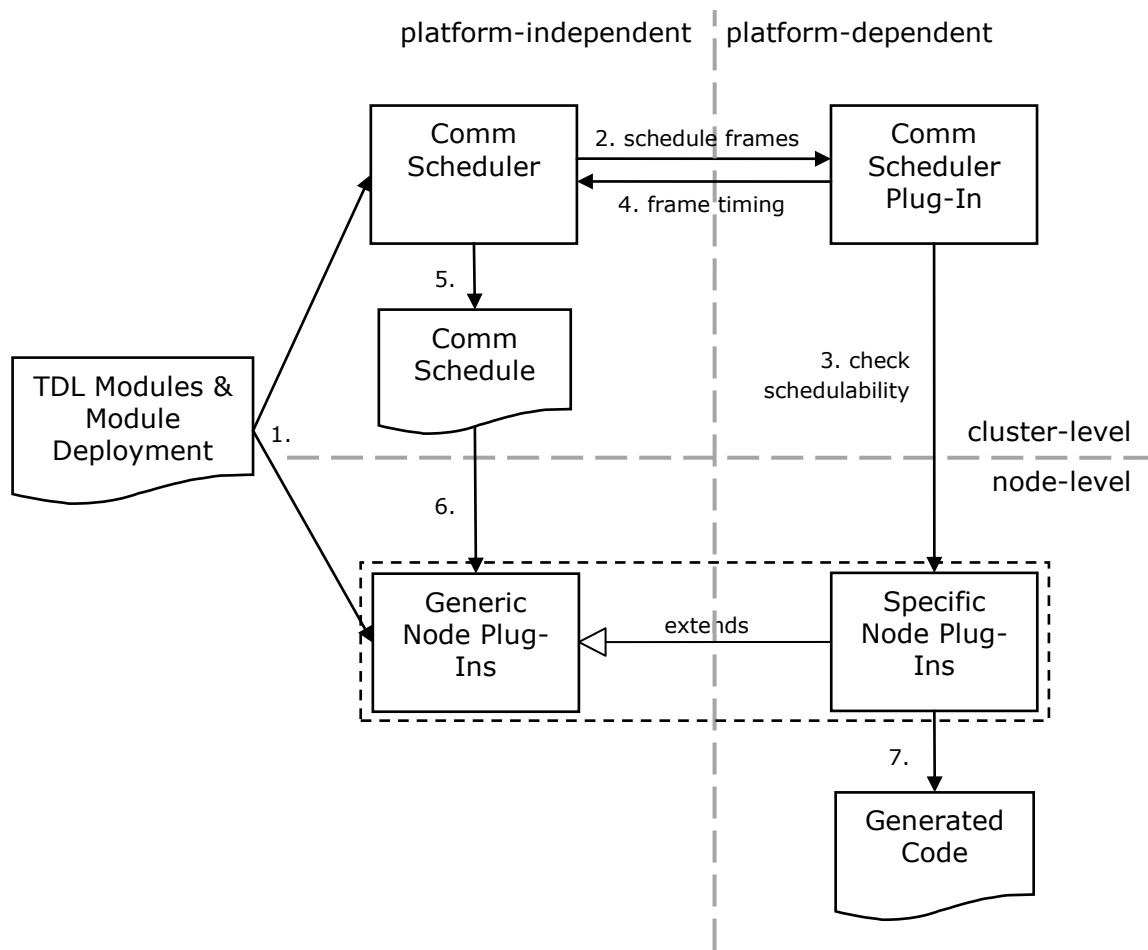 platform-independent
platform-dependent
Comm
Scheduler
2. schedule frames
4. frame timing
Comm
Scheduler
Plug-In
5.
Comm
Schedule
3. check
schedulability
TDL Modules &
Module
Deployment
1.
cluster-level
node-level
6.
Generic
Node Plug-
Ins
extends
Specific
Node Plug-
Ins
7.
Generated
Code